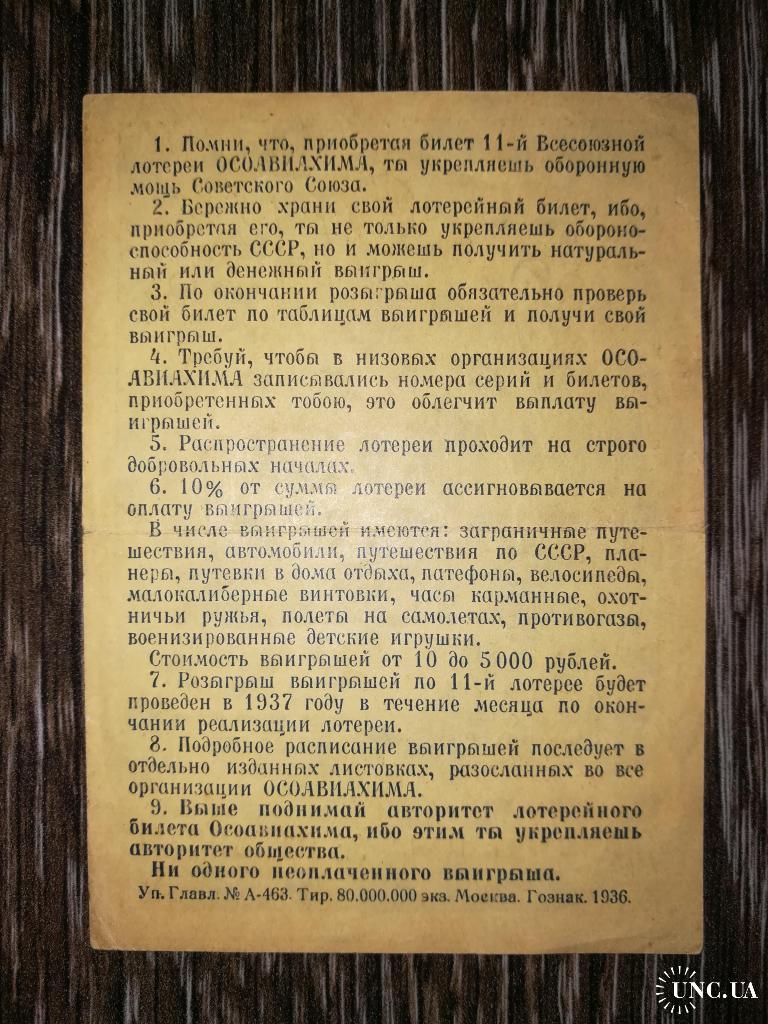 1. Помни, что, приобретая билет 11-й Всесоюзной
лотереи ОСОАВИАХИМА, ты укрепляешь оборонную
мощь Советского Союза.
2. Бережно храни свой лотерейный билет, ибо,
приобретая его, ты не только укрепляешь обороно-
способность СССР, но и можешь получить натураль-
ный или денежный выигрыш.
3. По окончании розыгрыша обязательно проверь
свой билет по таблицам выигрышей и получи свой
выигрыш.
4. Требуй, чтобы в низовых организациях ОСО-
АВИАХИМА записывались номера серий и билетов,
приобретенных тобою, это облегчит выплату вы-
игрышей.
5. Распространение лотереи проходит на строго
добровольных началах.
6. 10% от суммы лотереи ассигновывается на
оплату выигрышей.
В числе выигрышей имеются: заграничные путе-
шествия, автомобили, путешествия по СССР, пла-
неры, путевки в дома отдыха, патефоны, велосипеды,
малокалиберные винтовки, часы карманные, охот-
ничьи ружья, полеты на самолетах, противогазы,
военизированные детские игрушки.
Стоимость выигрышей от 10 до 5000 рублей.
7. Розыгрыш выигрышей по 11-й лотерее будет
проведен в 1937 году в течение месяца по окон-
чании реализации лотереи.
8. Подробное расписание выигрышей последует в
отдельно изданных листовках, разосланных во все
организации ОСОАВИАХИМА.
9. Выше поднимай авторитет лотерейного
билета Осоавиахима, ибо этим ты укрепляешь
авторитет общества.
Ни одного неоплаченного выигрыша.
Уп. Главл. № А-463. Тир. 80.000.000 экз. Москва. Гознак. 1936.
UNC.UA